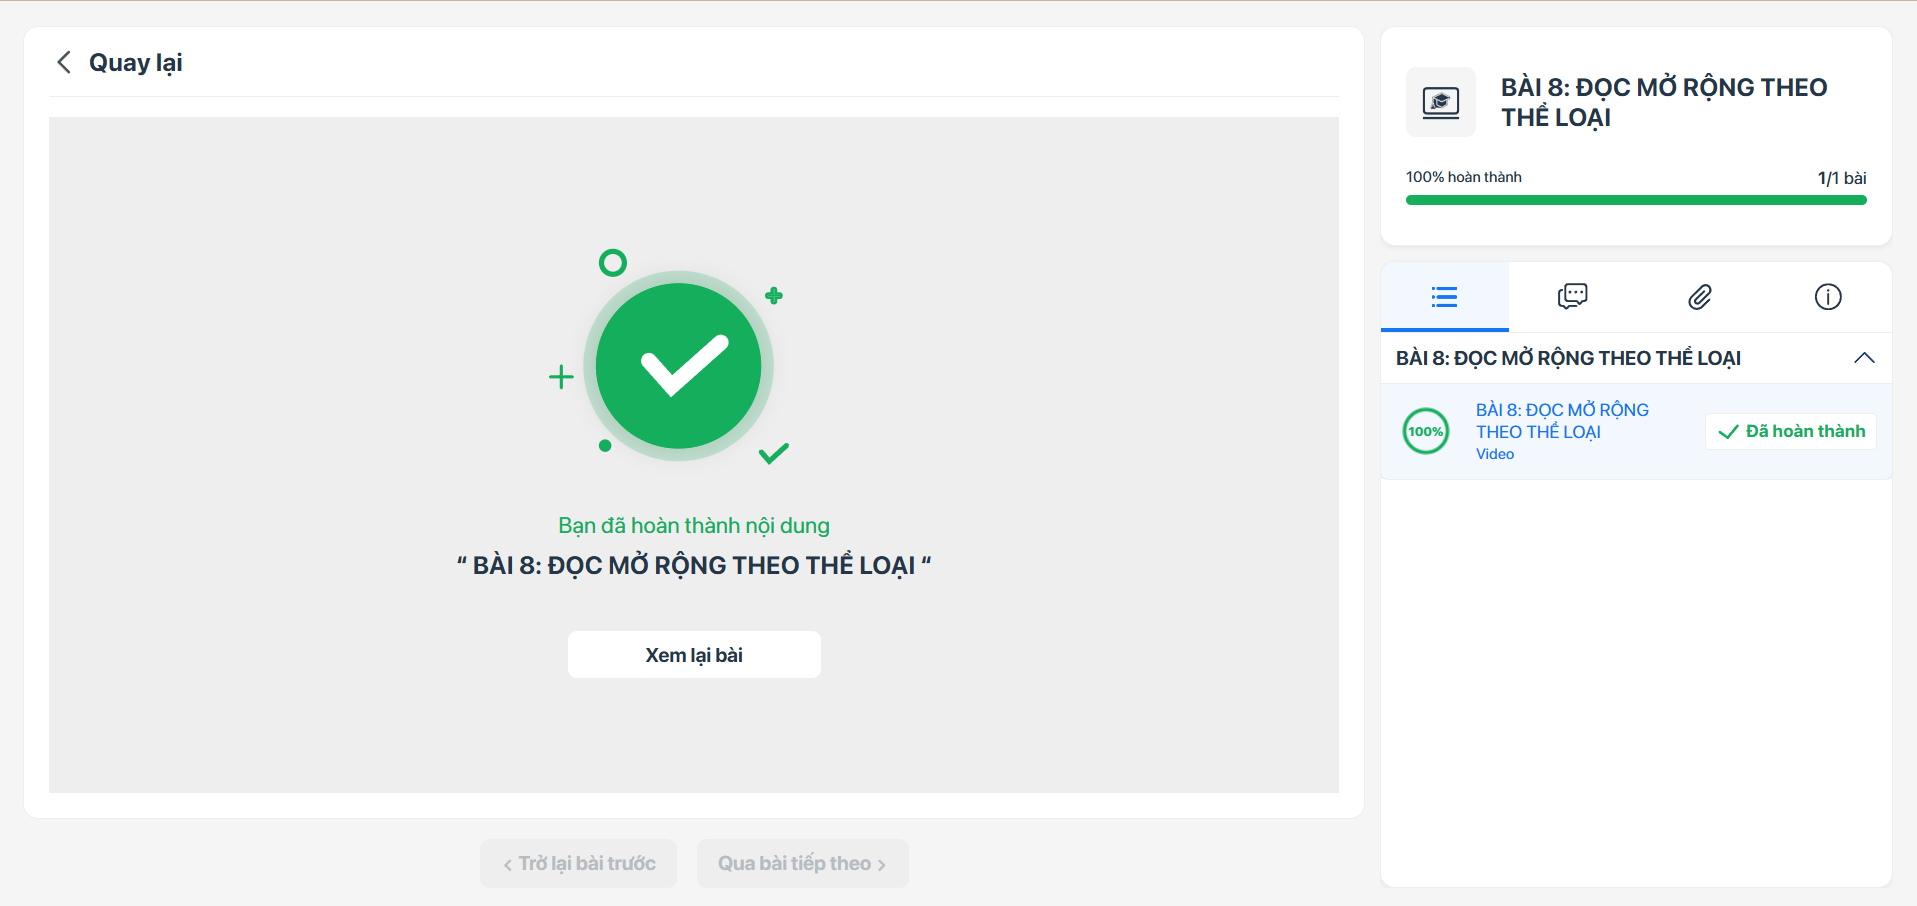 Quay lại
Bạn đã hoàn thành nội dung
“ BÀI 8: ĐỌC MỞ RỘNG THEO THỂ LOẠI “
Xem lại bài
‹ Trở lại bài trước
Qua bài tiếp theo ›
BÀI 8: ĐỌC MỞ RỘNG THEO
THỂ LOẠI
100% hoàn thành
1/1 bài
BÀI 8: ĐỌC MỞ RỘNG THEO THỂ LOẠI
100%
BÀI 8: ĐỌC MỞ RỘNG
THEO THỂ LOẠI
Video
Đã hoàn thành